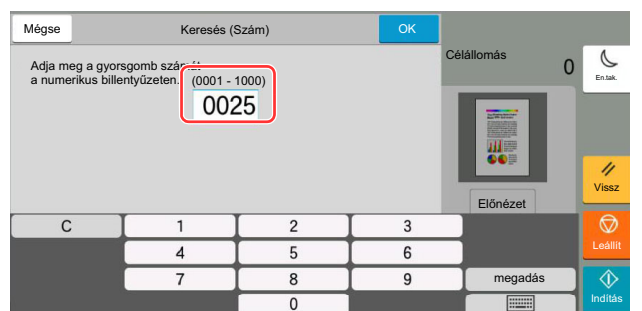 Mégse
Keresés (Szám)
OK
Adja meg a gyorsgomb számát
a numerikus billentyűzeten.
(0001 - 1000)
0025
Célállomás
0
En.tak.
Előnézet
Vissz
C
1
2
3
4
5
6
7
8
9
0
megadás
Leállít
Indítás